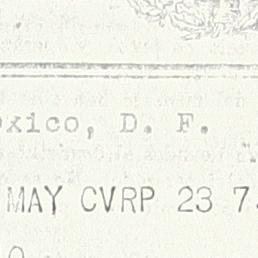 xico, D. F.
MAY CVRP 23 7